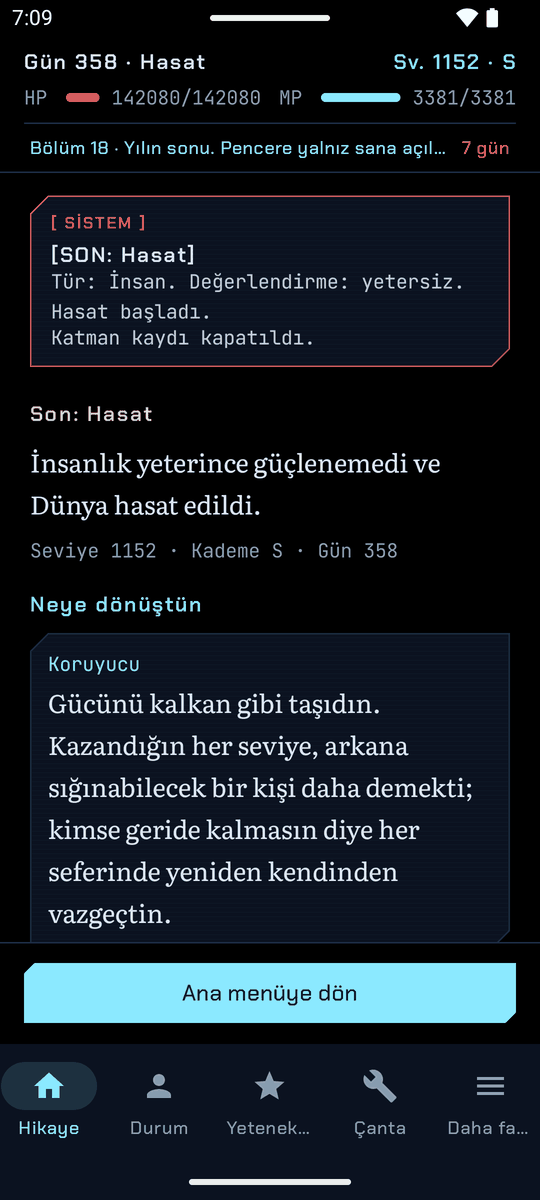 7:09
Gün 358 · Hasat
Sv. 1152 · S
HP 142080/142080 MP 3381/3381
Bölüm 18 · Yılın sonu. Pencere yalnız sana açıl… 7 gün
[ SİSTEM ]
[SON: Hasat]
Tür: İnsan. Değerlendirme: yetersiz.
Hasat başladı.
Katman kaydı kapatıldı.
Son: Hasat
İnsanlık yeterince güçlenemedi ve
Dünya hasat edildi.
Seviye 1152 · Kademe S · Gün 358
Neye dönüştün
Koruyucu
Gücünü kalkan gibi taşıdın.
Kazandığın her seviye, arkana
sığınabilecek bir kişi daha demekti;
kimse geride kalmasın diye her
seferinde yeniden kendinden
vazgeçtin.
Ana menüye dön
Hikaye
Durum
Yetenek…
Çanta
Daha fa…